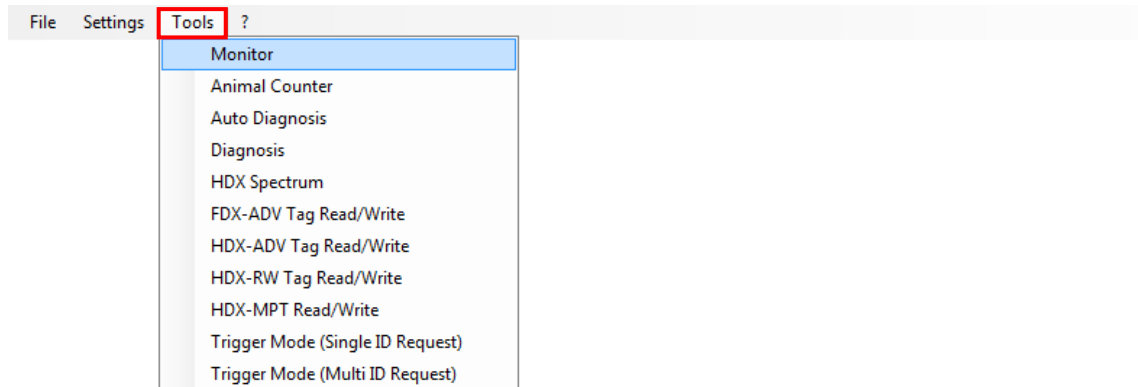 File Settings Tools ?
Monitor
Animal Counter
Auto Diagnosis
Diagnosis
HDX Spectrum
FDX-ADV Tag Read/Write
HDX-ADV Tag Read/Write
HDX-RW Tag Read/Write
HDX-MPT Read/Write
Trigger Mode (Single ID Request)
Trigger Mode (Multi ID Request)